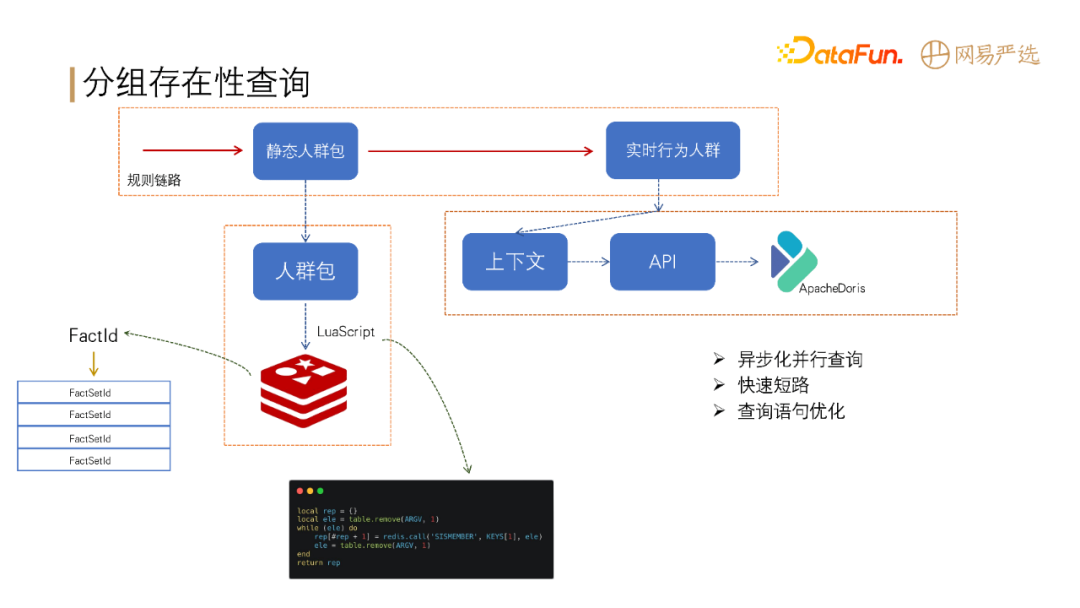 DataFun.
网易严选
分组存在性查询
静态人群包
实时行为人群
规则链路
人群包
上下文
API
ApacheDoris
LuaScript
FactId
FactSetId
FactSetId
FactSetId
FactSetId
➢ 异步化并行查询
➢ 快速短路
➢ 查询语句优化
local rep = {}
local ele = table.remove(ARGV, 1)
while (ele) do
    rep[#rep + 1] = redis.call('SISMEMBER', KEYS[1], ele)
    ele = table.remove(ARGV, 1)
end
return rep